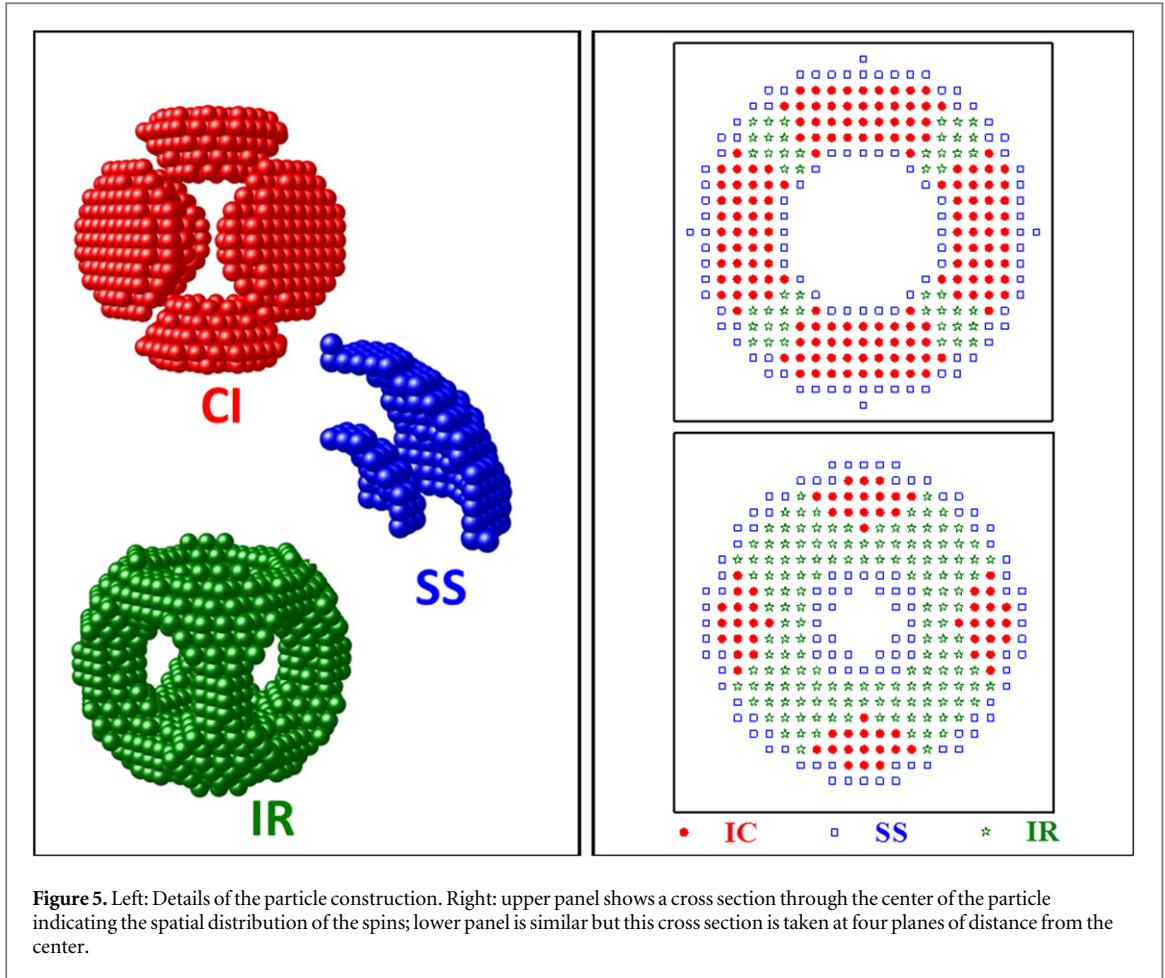 CI
SS
IR
IC SS IR
Figure 5. Left: Details of the particle construction. Right: upper panel shows a cross section through the center of the particle
indicating the spatial distribution of the spins; lower panel is similar but this cross section is taken at four planes of distance from the
center.